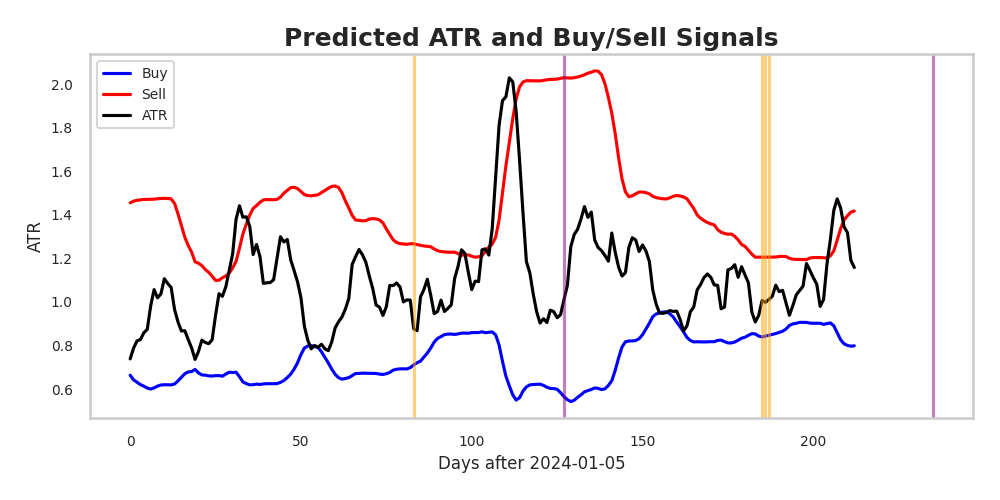 Predicted ATR and Buy/Sell Signals
Buy
Sell
ATR
ATR
2.0
1.8
1.6
1.4
1.2
1.0
0.8
0.6
0 50 100 150 200
Days after 2024-01-05